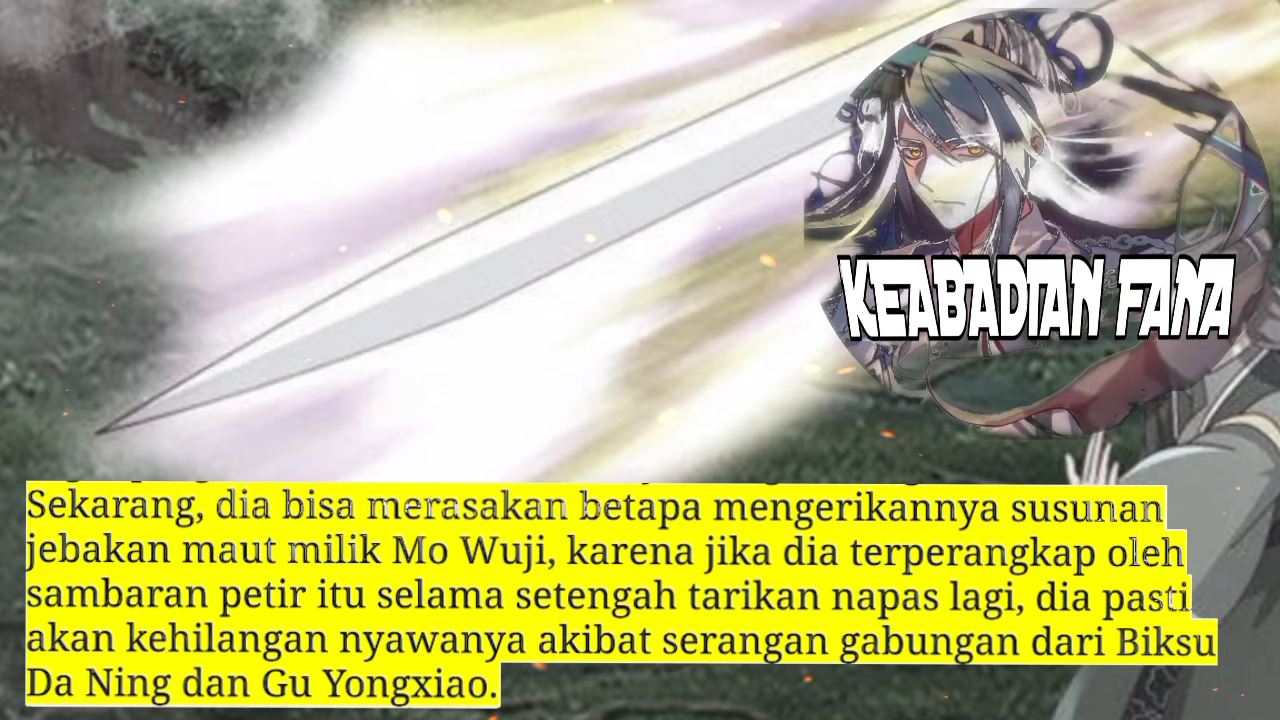 KEABADIAN FANA
Sekarang, dia bisa merasakan betapa mengerikannya susunan
jebakan maut milik Mo Wuji, karena jika dia terperangkap oleh
sambaran petir itu selama setengah tarikan napas lagi, dia pasti
akan kehilangan nyawanya akibat serangan gabungan dari Biksu
Da Ning dan Gu Yongxiao.